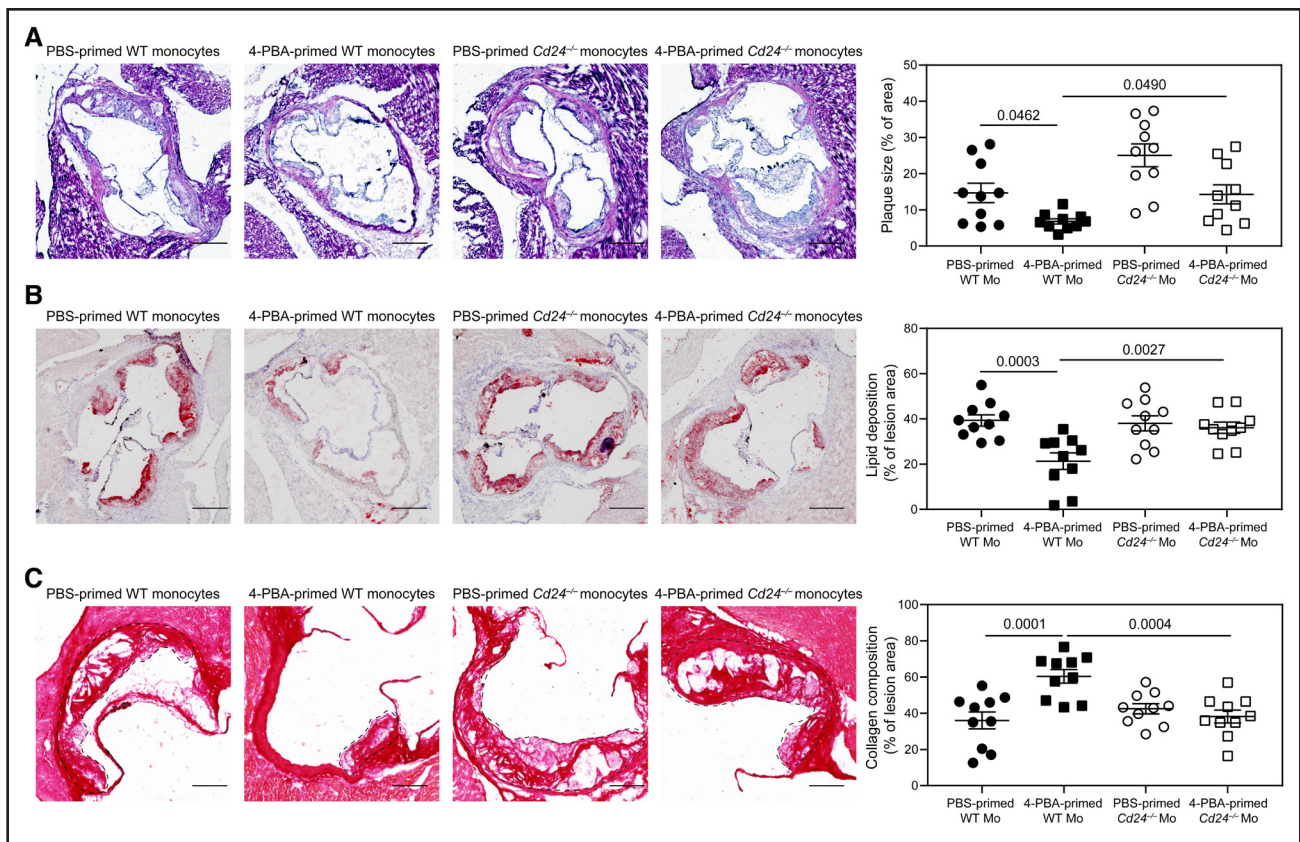 A
PBS-primed WT monocytes
4-PBA-primed WT monocytes
PBS-primed Cd24–/– monocytes
4-PBA-primed Cd24–/– monocytes
Plaque size (% of area)
50
40
30
20
10
0
0.0462
0.0490
PBS-primed
WT Mo
4-PBA-primed
WT Mo
PBS-primed
Cd24–/– Mo
4-PBA-primed
Cd24–/– Mo
B
PBS-primed WT monocytes
4-PBA-primed WT monocytes
PBS-primed Cd24–/– monocytes
4-PBA-primed Cd24–/– monocytes
Lipid deposition
(% of lesion area)
80
60
40
20
0
0.0003
0.0027
PBS-primed
WT Mo
4-PBA-primed
WT Mo
PBS-primed
Cd24–/– Mo
4-PBA-primed
Cd24–/– Mo
C
PBS-primed WT monocytes
4-PBA-primed WT monocytes
PBS-primed Cd24–/– monocytes
4-PBA-primed Cd24–/– monocytes
Collagen composition
(% of lesion area)
100
80
60
40
20
0
0.0001
0.0004
PBS-primed
WT Mo
4-PBA-primed
WT Mo
PBS-primed
Cd24–/– Mo
4-PBA-primed
Cd24–/– Mo